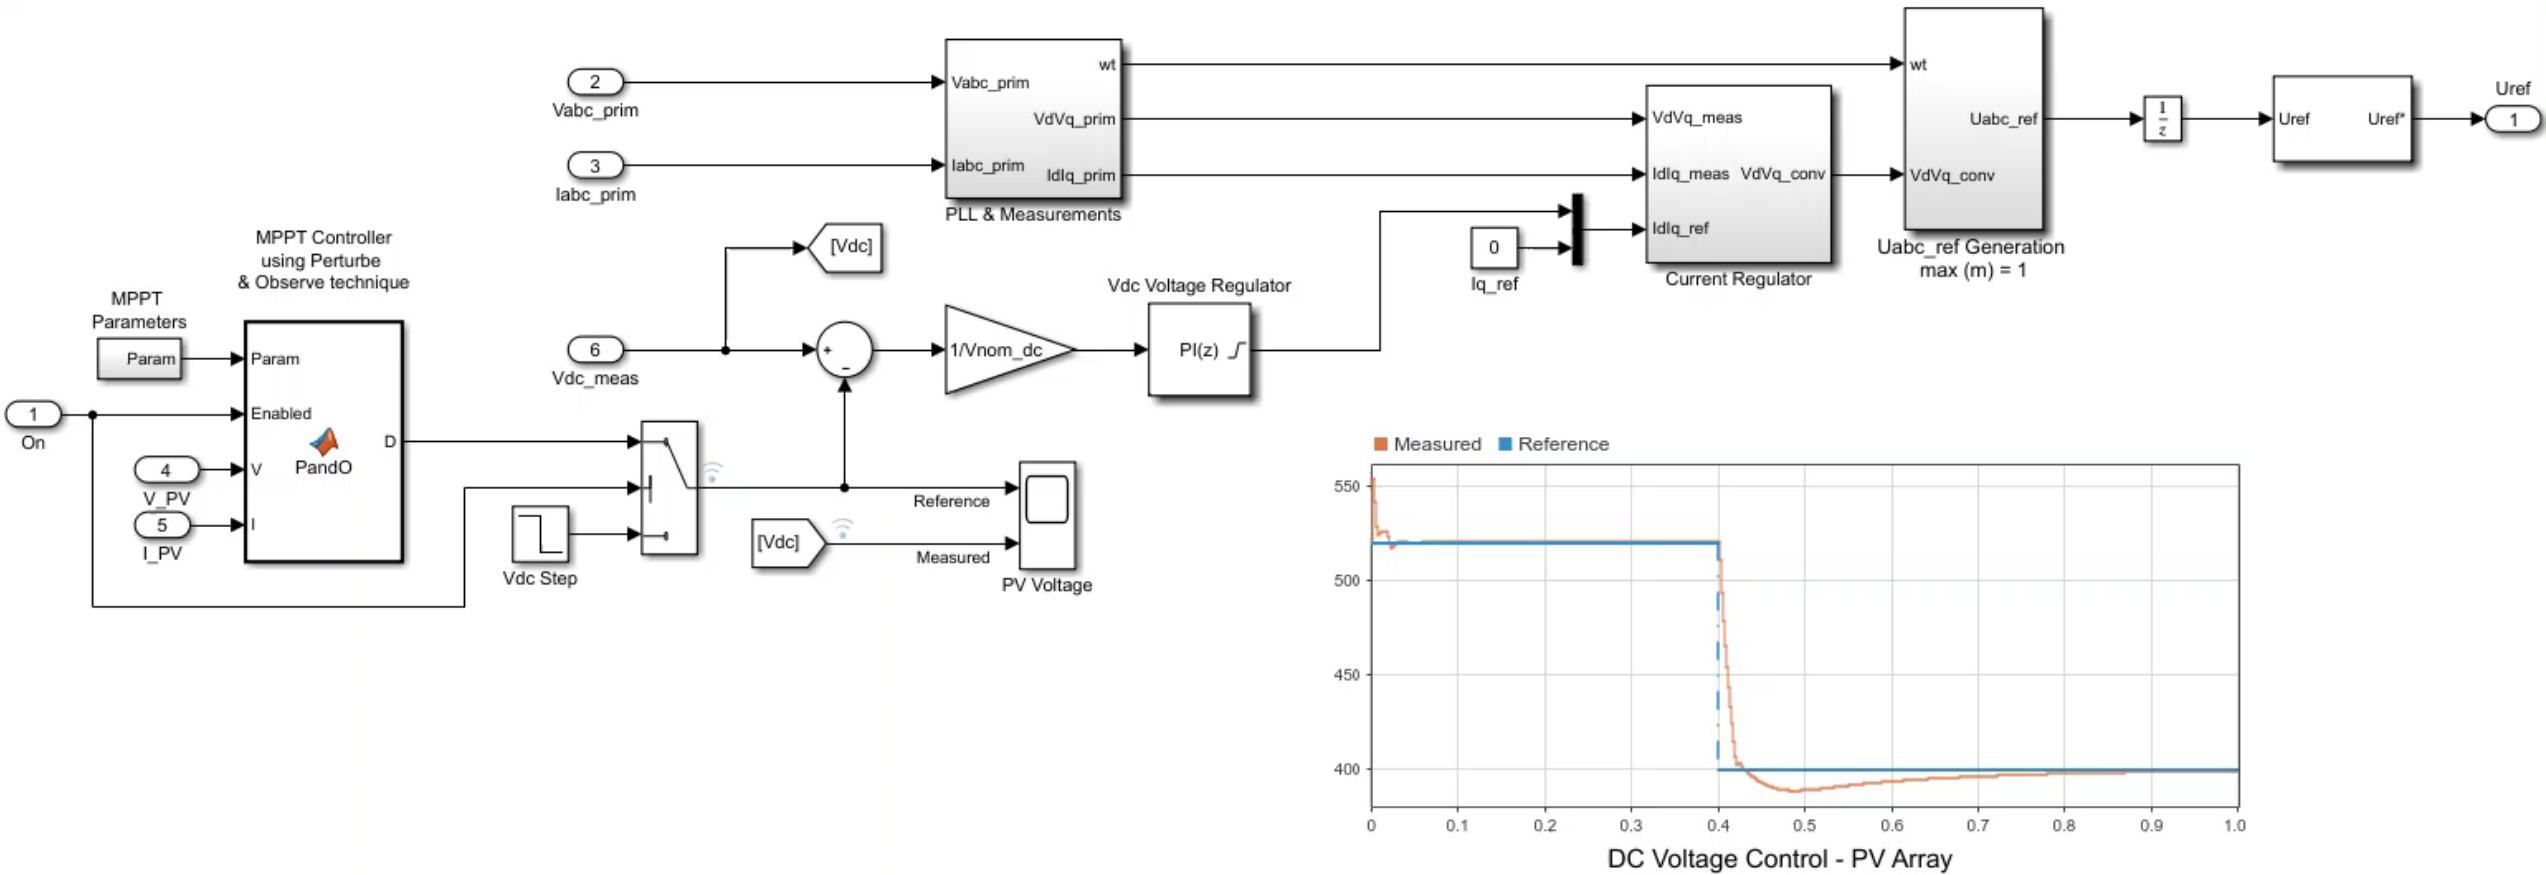 2
Vabc_prim
3
Iabc_prim
Vabc_prim
Iabc_prim
wt
VdVq_prim
IdIq_prim
PLL & Measurements
VdVq_meas
IdIq_meas
IdIq_ref
VdVq_conv
Current Regulator
wt
VdVq_conv
Uabc_ref
Uabc_ref Generation
max (m) = 1
1
z
Uref
Uref*
Uref
1
0
Iq_ref
MPPT Controller
using Perturbe
& Observe technique
MPPT
Parameters
Param
Param
Enabled
V
I
D
PandO
1
On
4
V_PV
5
I_PV
[Vdc]
6
Vdc_meas
+
-
1/Vnom_dc
Vdc Voltage Regulator
PI(z)
Vdc Step
[Vdc]
Reference
Measured
PV Voltage
Measured
Reference
550
500
450
400
0
0.1
0.2
0.3
0.4
0.5
0.6
0.7
0.8
0.9
1.0
DC Voltage Control - PV Array